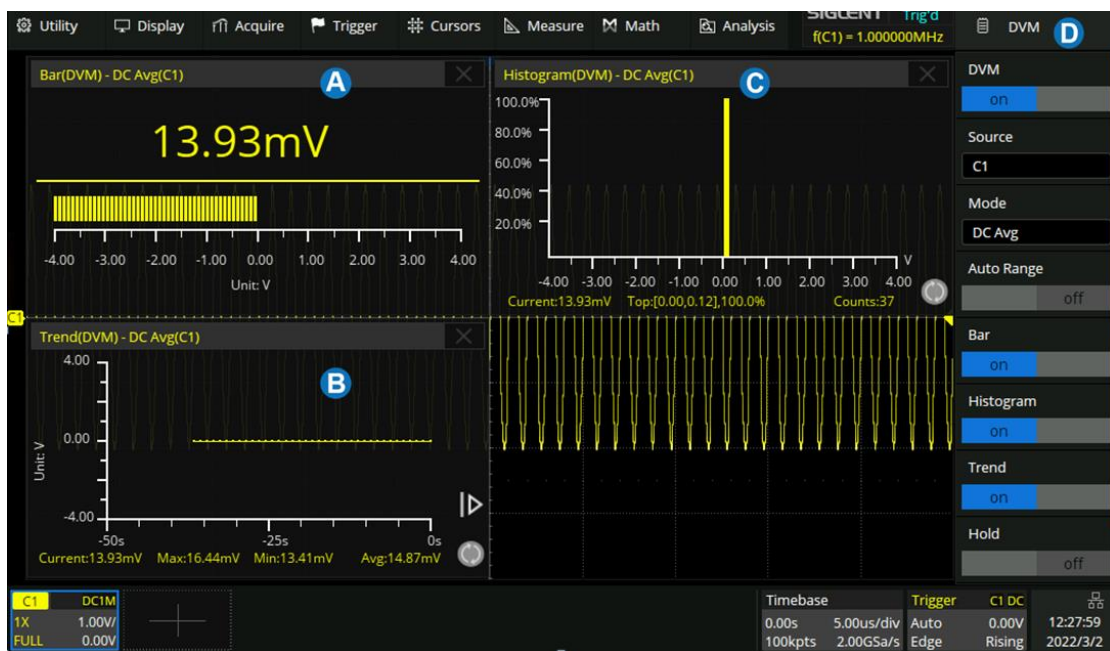 Utility Display Acquire Trigger Cursors Measure Math Analysis
SIGLENT Trig'd
f(C1) = 1.000000MHz
DVM D
Bar(DVM) - DC Avg(C1)
A
13.93mV
-4.00 -3.00 -2.00 -1.00 0.00 1.00 2.00 3.00 4.00
Unit: V
Histogram(DVM) - DC Avg(C1)
C
100.0%
80.0%
60.0%
40.0%
20.0%
V
-4.00 -3.00 -2.00 -1.00 0.00 1.00 2.00 3.00 4.00
Current:13.93mV Top:[0.00,0.12],100.0% Counts:37
C1
Trend(DVM) - DC Avg(C1)
B
4.00
0.00
-4.00
Unit: V
-50s -25s 0s
Current:13.93mV Max:16.44mV Min:13.41mV Avg:14.87mV
DVM
on
Source
C1
Mode
DC Avg
Auto Range
off
Bar
on
Histogram
on
Trend
on
Hold
off
C1 DC1M
1X 1.00V/
FULL 0.00V
Timebase
0.00s 5.00us/div
100kpts 2.00GSa/s
Trigger C1 DC
Auto 0.00V
Edge Rising
12:27:59
2022/3/2